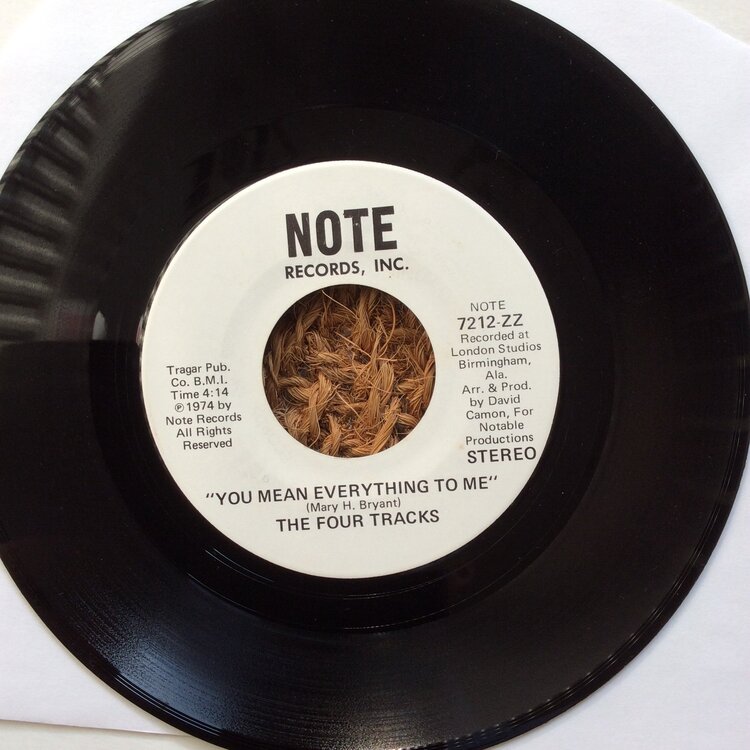 NOTE
RECORDS, INC.
Tragar Pub.
Co. B.M.I.
Time 4:14
℗ 1974 by
Note Records
All Rights
Reserved
NOTE
7212-ZZ
Recorded at
London Studios
Birmingham,
Ala.
Arr. & Prod.
by David
Camon, For
Notable
Productions
STEREO
"YOU MEAN EVERYTHING TO ME"
(Mary H. Bryant)
THE FOUR TRACKS